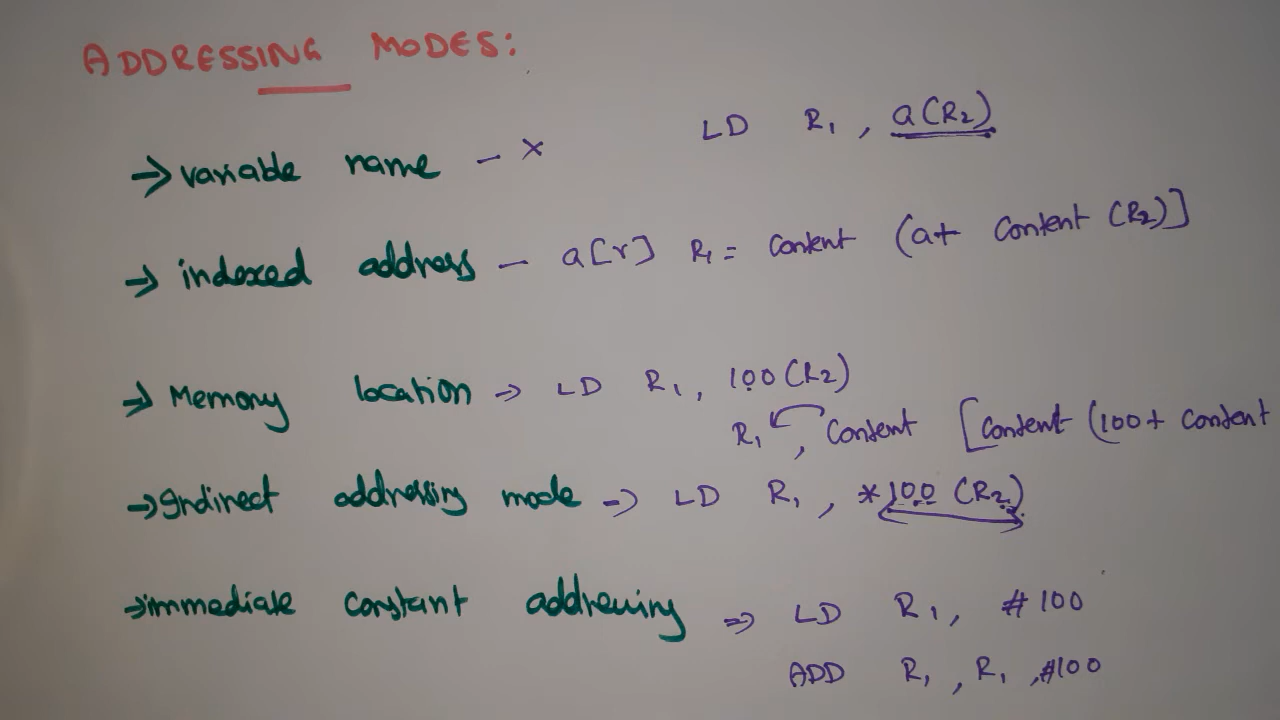 ADDRESSING MODES:
LD R1, a(R2)
→ variable name - x
→ indexed address - a[r] R1 = Content (a+ Content (R2)]
→ Memory location → LD R1, 100(R2)
R1, Content [Content (100+ Content
→ Indirect addressing mode → LD R1, *100(R2)
→ immediate constant addressing ⇒ LD R1, #100
ADD R1, R1, #100